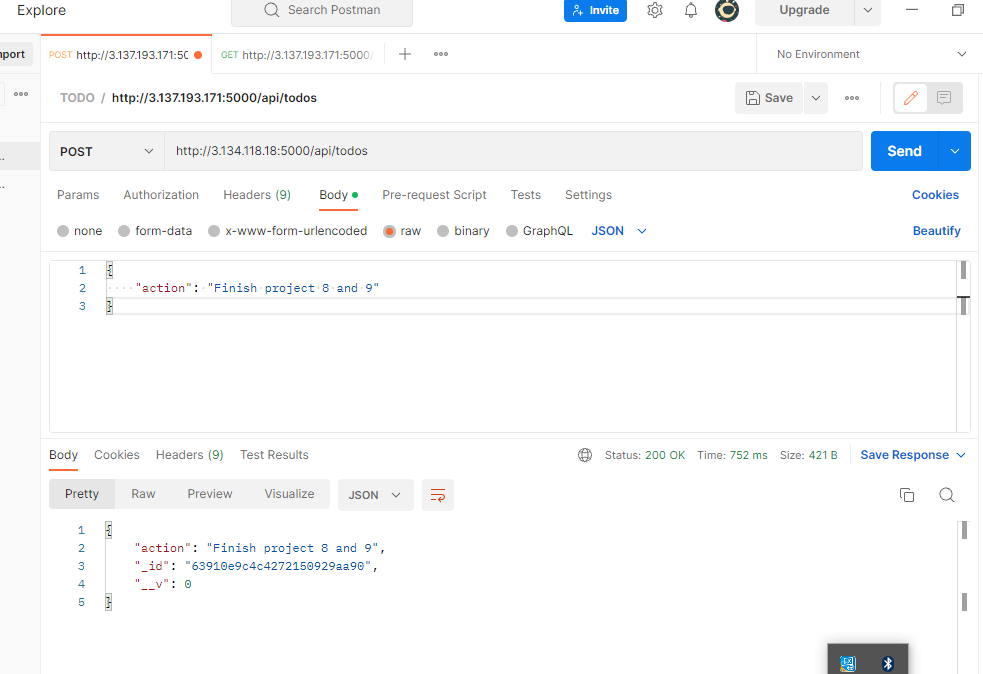 Explore
Search Postman
Invite
Upgrade
nport
POST http://3.137.193.171:5C
GET http://3.137.193.171:5000/
No Environment
TODO / http://3.137.193.171:5000/api/todos
Save
POST
http://3.134.118.18:5000/api/todos
Send
Params Authorization Headers (9) Body Pre-request Script Tests Settings Cookies
none form-data x-www-form-urlencoded raw binary GraphQL JSON Beautify
1 {
2 ····"action":·"Finish·project·8·and·9"
3 }
Body Cookies Headers (9) Test Results Status: 200 OK Time: 752 ms Size: 421 B Save Response
Pretty Raw Preview Visualize JSON
1 {
2 "action": "Finish project 8 and 9",
3 "_id": "63910e9c4c4272150929aa90",
4 "__v": 0
5 }